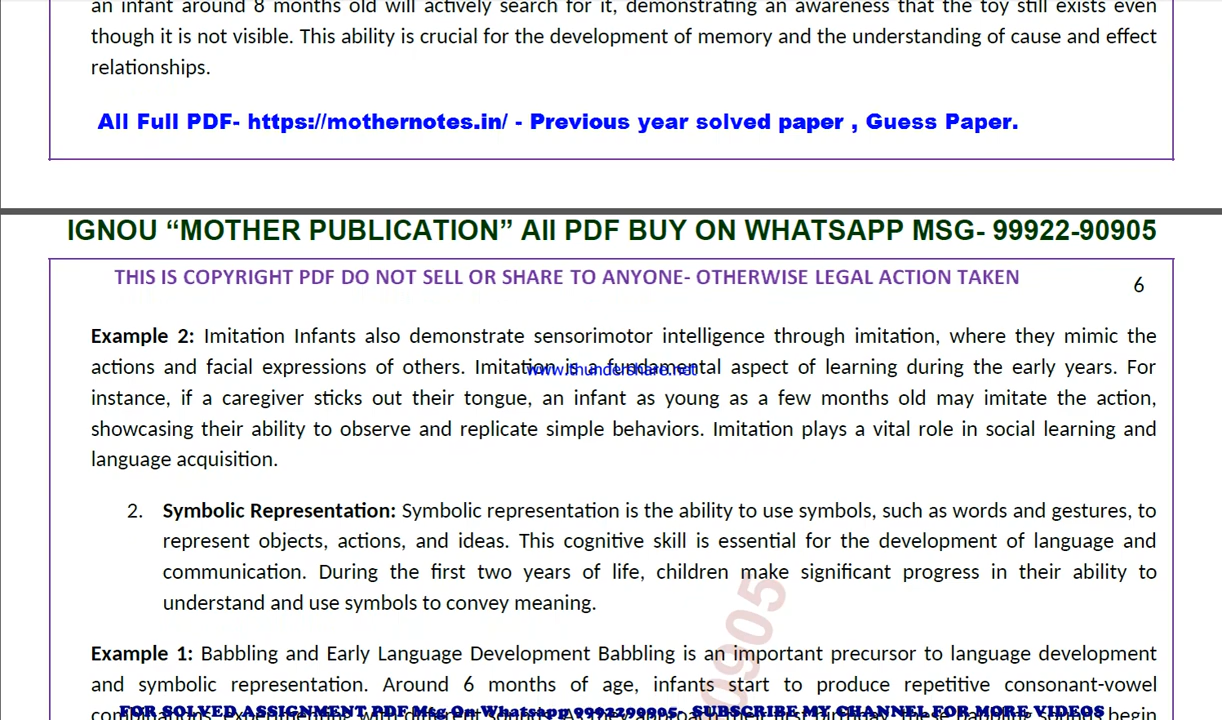 an infant around 8 months old will actively search for it, demonstrating an awareness that the toy still exists even
though it is not visible. This ability is crucial for the development of memory and the understanding of cause and effect
relationships.
All Full PDF- https://mothernotes.in/ - Previous year solved paper , Guess Paper.
IGNOU “MOTHER PUBLICATION” All PDF BUY ON WHATSAPP MSG- 99922-90905
THIS IS COPYRIGHT PDF DO NOT SELL OR SHARE TO ANYONE- OTHERWISE LEGAL ACTION TAKEN
6
Example 2: Imitation Infants also demonstrate sensorimotor intelligence through imitation, where they mimic the
actions and facial expressions of others. Imitation is a fundamental aspect of learning during the early years. For
www.thundershare.net
instance, if a caregiver sticks out their tongue, an infant as young as a few months old may imitate the action,
showcasing their ability to observe and replicate simple behaviors. Imitation plays a vital role in social learning and
language acquisition.
2. Symbolic Representation: Symbolic representation is the ability to use symbols, such as words and gestures, to
represent objects, actions, and ideas. This cognitive skill is essential for the development of language and
communication. During the first two years of life, children make significant progress in their ability to
understand and use symbols to convey meaning.
0905
Example 1: Babbling and Early Language Development Babbling is an important precursor to language development
and symbolic representation. Around 6 months of age, infants start to produce repetitive consonant-vowel
FOR SOLVED ASSIGNMENT PDF Msg On Whatsapp 9992290905- SUBSCRIBE MY CHANNEL FOR MORE VIDEOS
begin